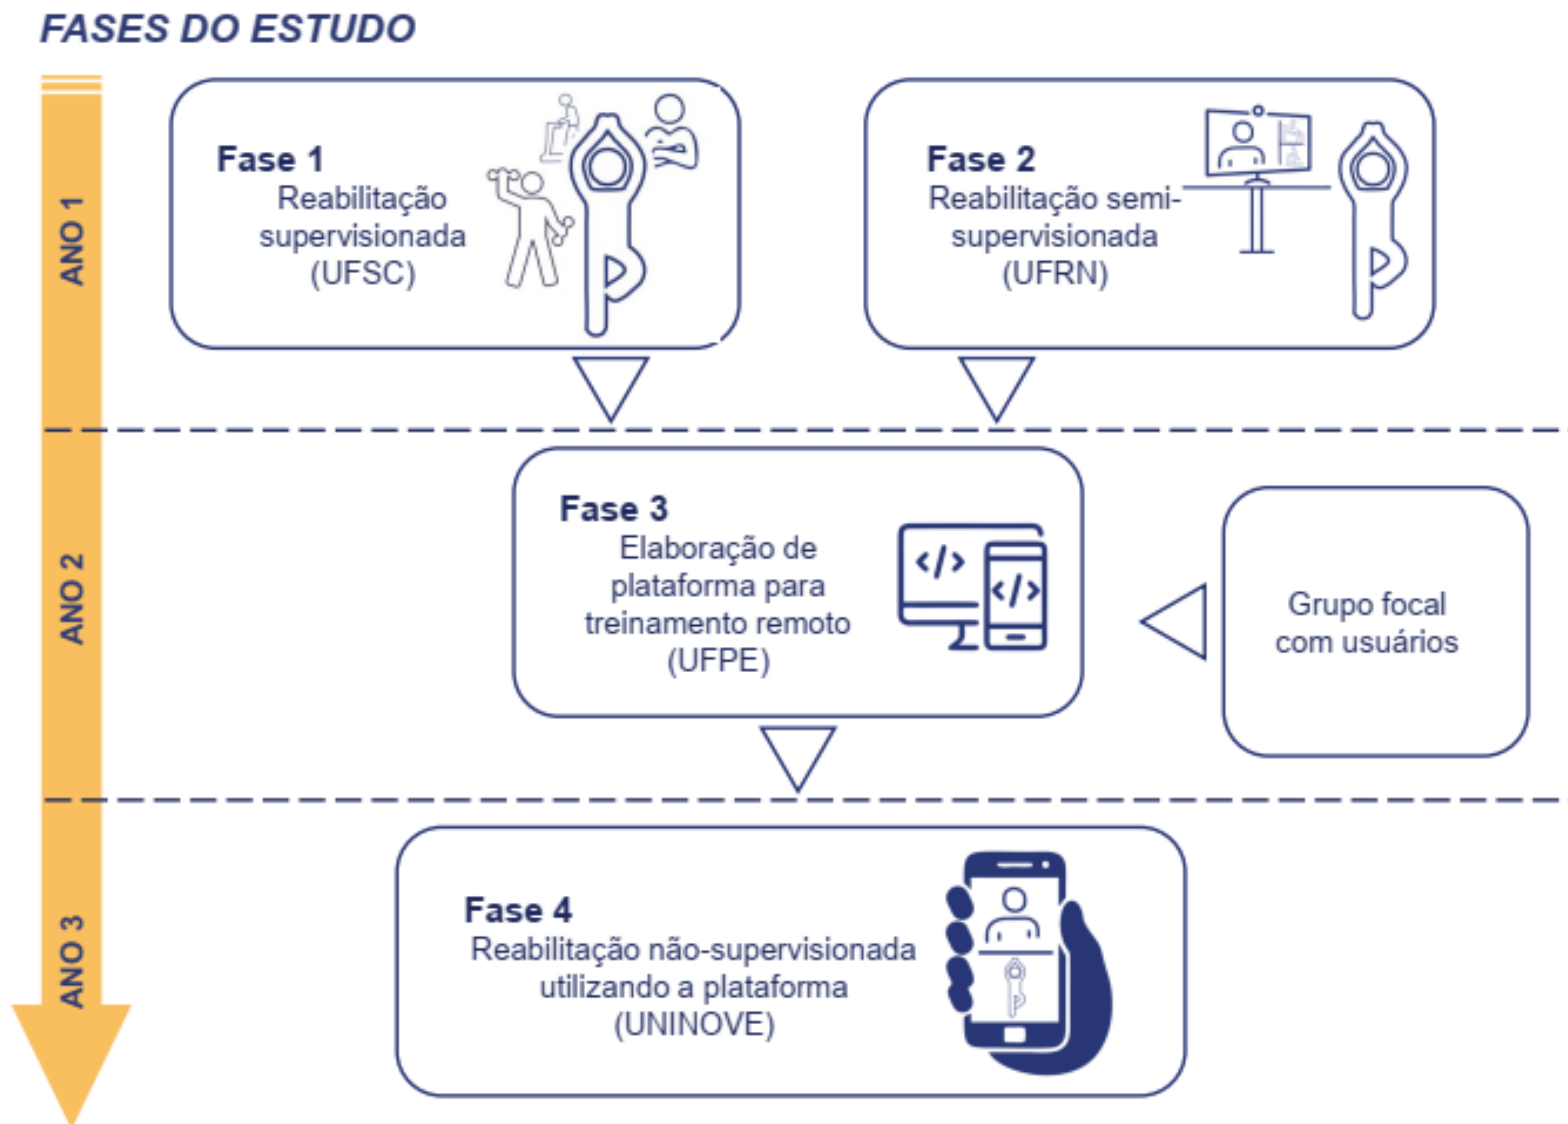 FASES DO ESTUDO
ANO 1
Fase 1
Reabilitação
supervisionada
(UFSC)
Fase 2
Reabilitação semi-
supervisionada
(UFRN)
ANO 2
Fase 3
Elaboração de
plataforma para
treinamento remoto
(UFPE)
</>
</>
Grupo focal
com usuários
ANO 3
Fase 4
Reabilitação não-supervisionada
utilizando a plataforma
(UNINOVE)